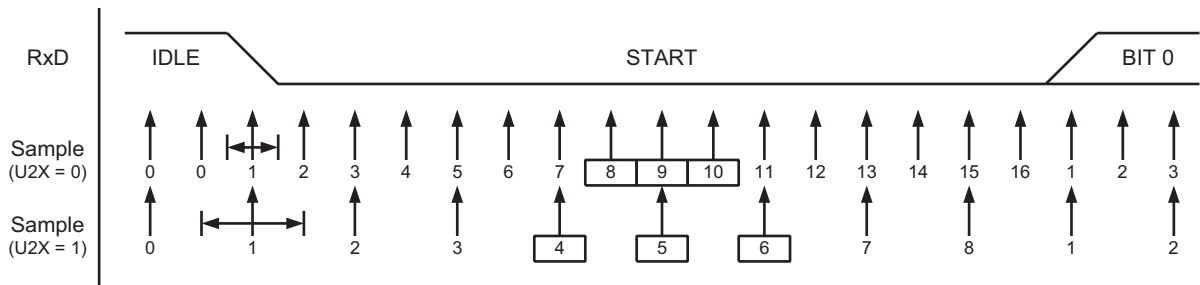 RxD IDLE START BIT 0
Sample
(U2X = 0)
0 0 1 2 3 4 5 6 7 8 9 10 11 12 13 14 15 16 1 2 3
Sample
(U2X = 1)
0 1 2 3 4 5 6 7 8 1 2